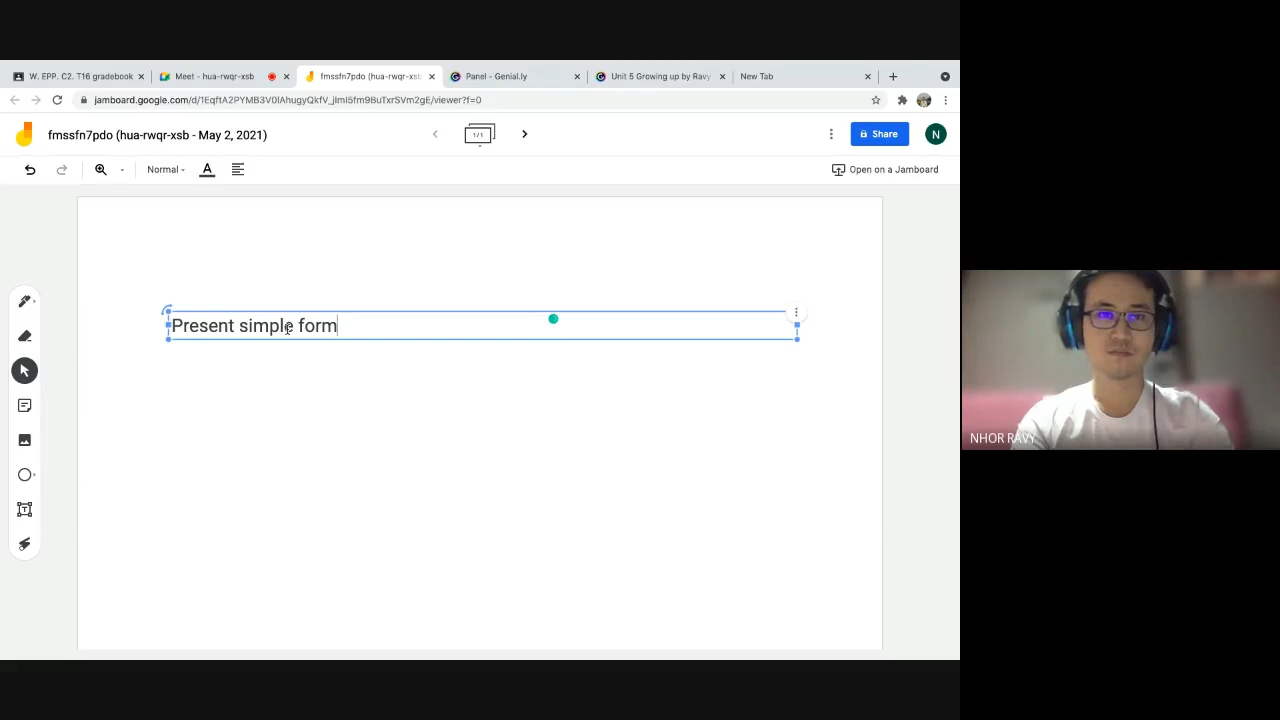 W. EPP. C2. T16 gradebook
Meet - hua-rwqr-xsb
fmssfn7pdo (hua-rwqr-xsb
Panel - Genial.ly
Unit 5 Growing up by Ravy
New Tab
jamboard.google.com/d/1EqftA2PYMB3V0lAhugyQkfV_jlmI5fm9BuTxrSVm2gE/viewer?f=0
fmssfn7pdo (hua-rwqr-xsb - May 2, 2021)
1/1
Share
N
Normal
A
Open on a Jamboard
Present simple form
NHOR RAVY